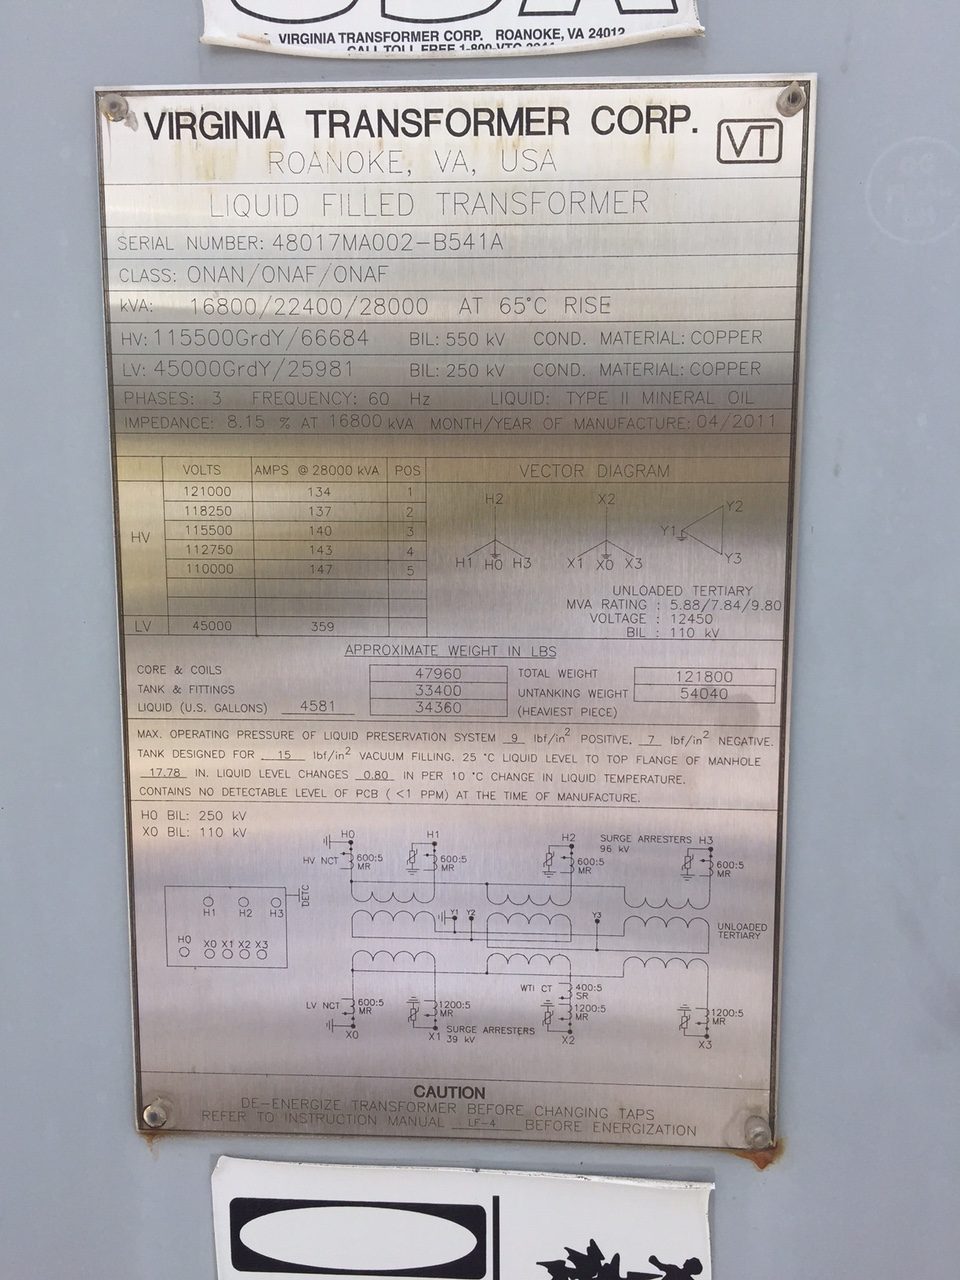 VIRGINIA TRANSFORMER CORP. ROANOKE, VA 24012
CALL TOLL FREE 1-800-VTC
VIRGINIA TRANSFORMER CORP.
VT
ROANOKE, VA, USA
LIQUID FILLED TRANSFORMER
SERIAL NUMBER: 48017MA002-B541A
CLASS: ONAN/ONAF/ONAF
kVA: 16800/22400/28000 AT 65°C RISE
HV: 115500GrdY/66684 BIL: 550 kV COND. MATERIAL: COPPER
LV: 45000GrdY/25981 BIL: 250 kV COND. MATERIAL: COPPER
PHASES: 3 FREQUENCY: 60 Hz LIQUID: TYPE II MINERAL OIL
IMPEDANCE: 8.15 % AT 16800 kVA MONTH/YEAR OF MANUFACTURE: 04/2011
VOLTS AMPS @ 28000 kVA POS
HV
121000 134 1
118250 137 2
115500 140 3
112750 143 4
110000 147 5
LV 45000 359
VECTOR DIAGRAM
H2 X2 Y2
Y1
H1 H0 H3 X1 X0 X3 Y3
UNLOADED TERTIARY
MVA RATING : 5.88/7.84/9.80
VOLTAGE : 12450
BIL : 110 kV
APPROXIMATE WEIGHT IN LBS
CORE & COILS 47960 TOTAL WEIGHT 121800
TANK & FITTINGS 33400 UNTANKING WEIGHT 54040
LIQUID (U.S. GALLONS) 4581 34360 (HEAVIEST PIECE)
MAX. OPERATING PRESSURE OF LIQUID PRESERVATION SYSTEM 9 lbf/in² POSITIVE. 7 lbf/in² NEGATIVE.
TANK DESIGNED FOR 15 lbf/in² VACUUM FILLING. 25 °C LIQUID LEVEL TO TOP FLANGE OF MANHOLE
17.78 IN. LIQUID LEVEL CHANGES 0.80 IN PER 10 °C CHANGE IN LIQUID TEMPERATURE.
CONTAINS NO DETECTABLE LEVEL OF PCB ( <1 PPM) AT THE TIME OF MANUFACTURE.
H0 BIL: 250 kV
X0 BIL: 110 kV
H0 H1 H2 SURGE ARRESTERS H3
96 kV
HV NCT 600:5 MR 600:5 MR 600:5 MR 600:5 MR
DETC
H1 H2 H3
H0 X0 X1 X2 X3
Y1 Y2 Y3
UNLOADED
TERTIARY
WTI CT 400:5 SR
LV NCT 600:5 MR 1200:5 MR 1200:5 MR 1200:5 MR
X0 X1 SURGE ARRESTERS X2 X3
39 kV
CAUTION
DE-ENERGIZE TRANSFORMER BEFORE CHANGING TAPS
REFER TO INSTRUCTION MANUAL LF-4 BEFORE ENERGIZATION